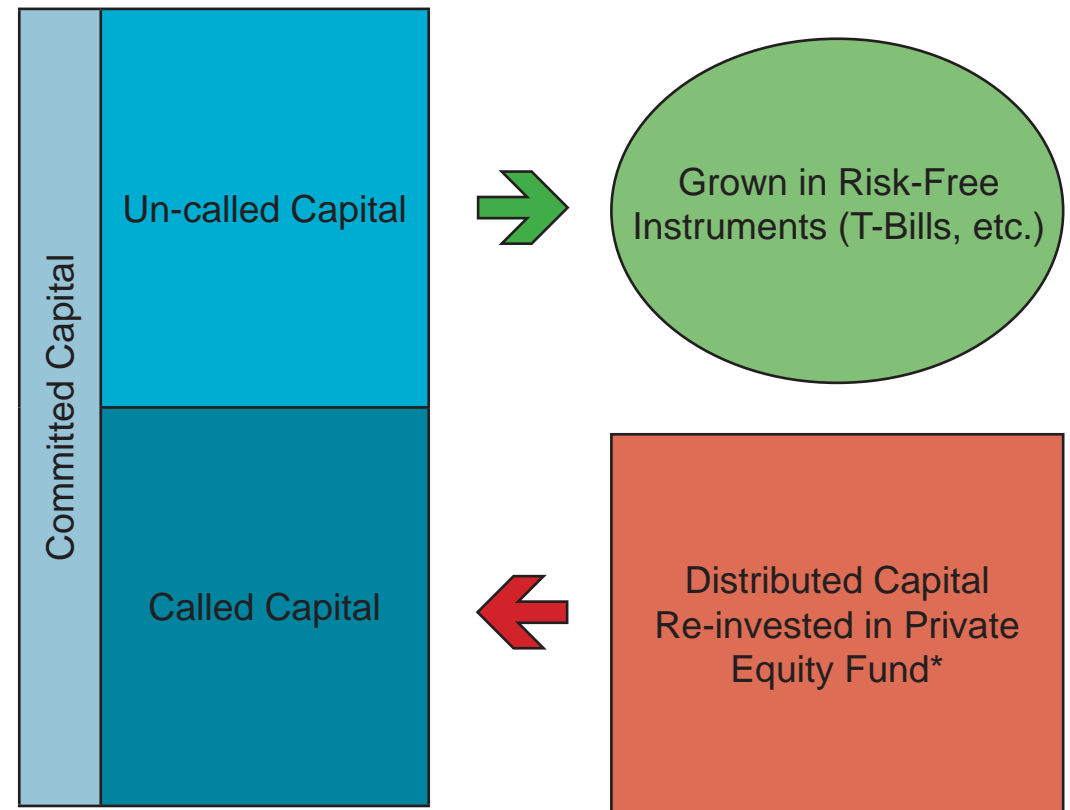 Committed Capital
Un-called Capital
Grown in Risk-Free
Instruments (T-Bills, etc.)
Called Capital
Distributed Capital
Re-invested in Private
Equity Fund*